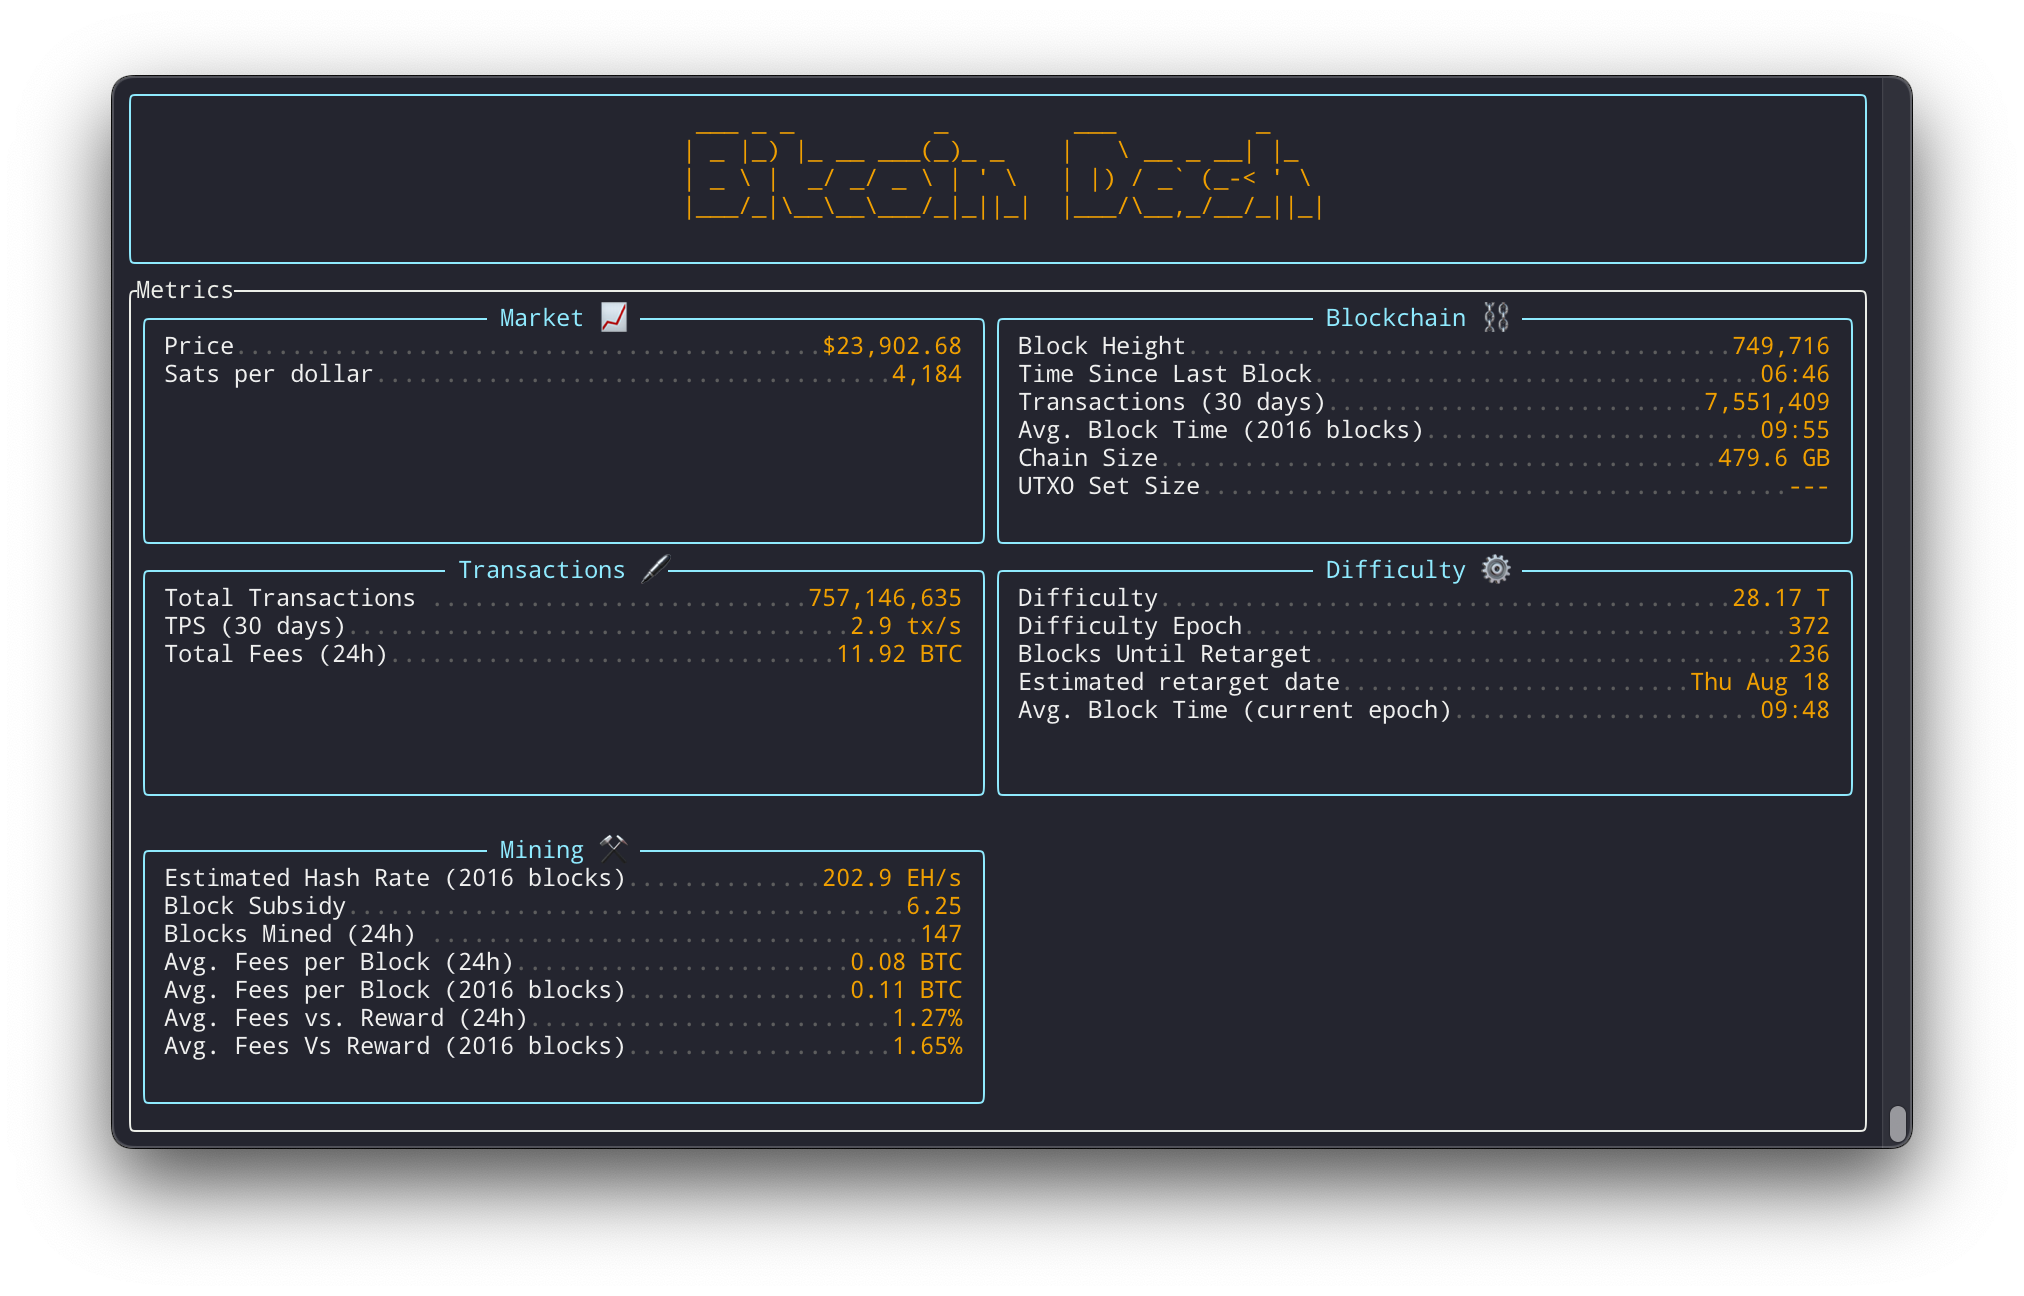 Bitcoin Dash
Metrics
Market 📈
Price..........................................$23,902.68
Sats per dollar.....................................4,184
Blockchain ⛓
Block Height.......................................749,716
Time Since Last Block................................06:46
Transactions (30 days)...........................7,551,409
Avg. Block Time (2016 blocks)........................09:55
Chain Size........................................479.6 GB
UTXO Set Size..........................................---
Transactions 🖋
Total Transactions ...........................757,146,635
TPS (30 days)....................................2.9 tx/s
Total Fees (24h)................................11.92 BTC
Difficulty ⚙
Difficulty.........................................28.17 T
Difficulty Epoch.......................................372
Blocks Until Retarget..................................236
Estimated retarget date.........................Thu Aug 18
Avg. Block Time (current epoch)......................09:48
Mining ⚒
Estimated Hash Rate (2016 blocks)..............202.9 EH/s
Block Subsidy........................................6.25
Blocks Mined (24h) ...................................147
Avg. Fees per Block (24h)........................0.08 BTC
Avg. Fees per Block (2016 blocks)................0.11 BTC
Avg. Fees vs. Reward (24h)..........................1.27%
Avg. Fees Vs Reward (2016 blocks)...................1.65%